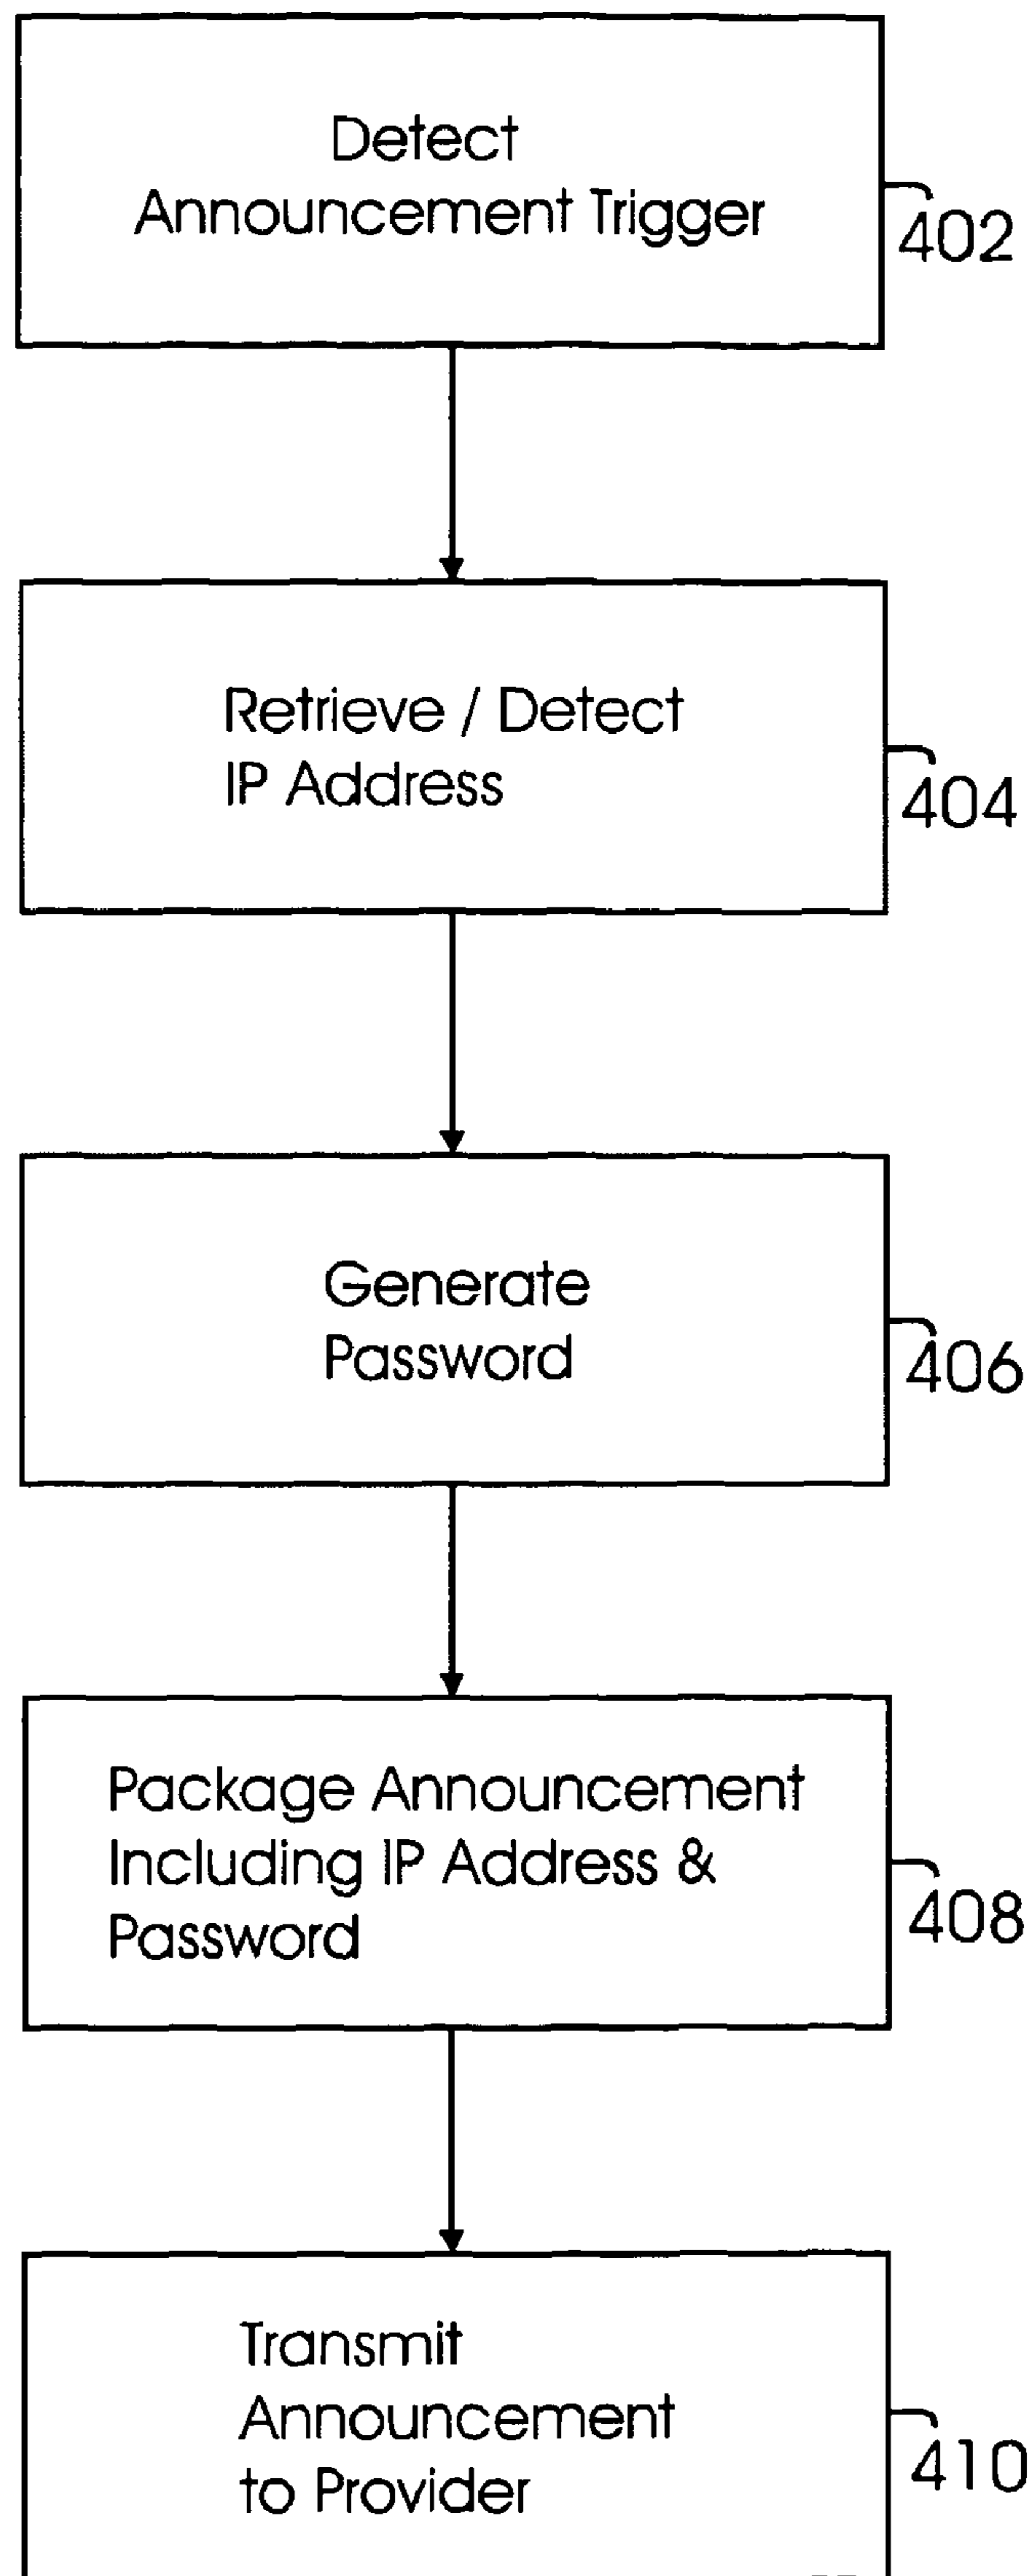 Detect
Announcement Trigger
402
Retrieve / Detect
IP Address
404
Generate
Password
406
Package Announcement
Including IP Address &
Password
408
Transmit
Announcement
to Provider
410